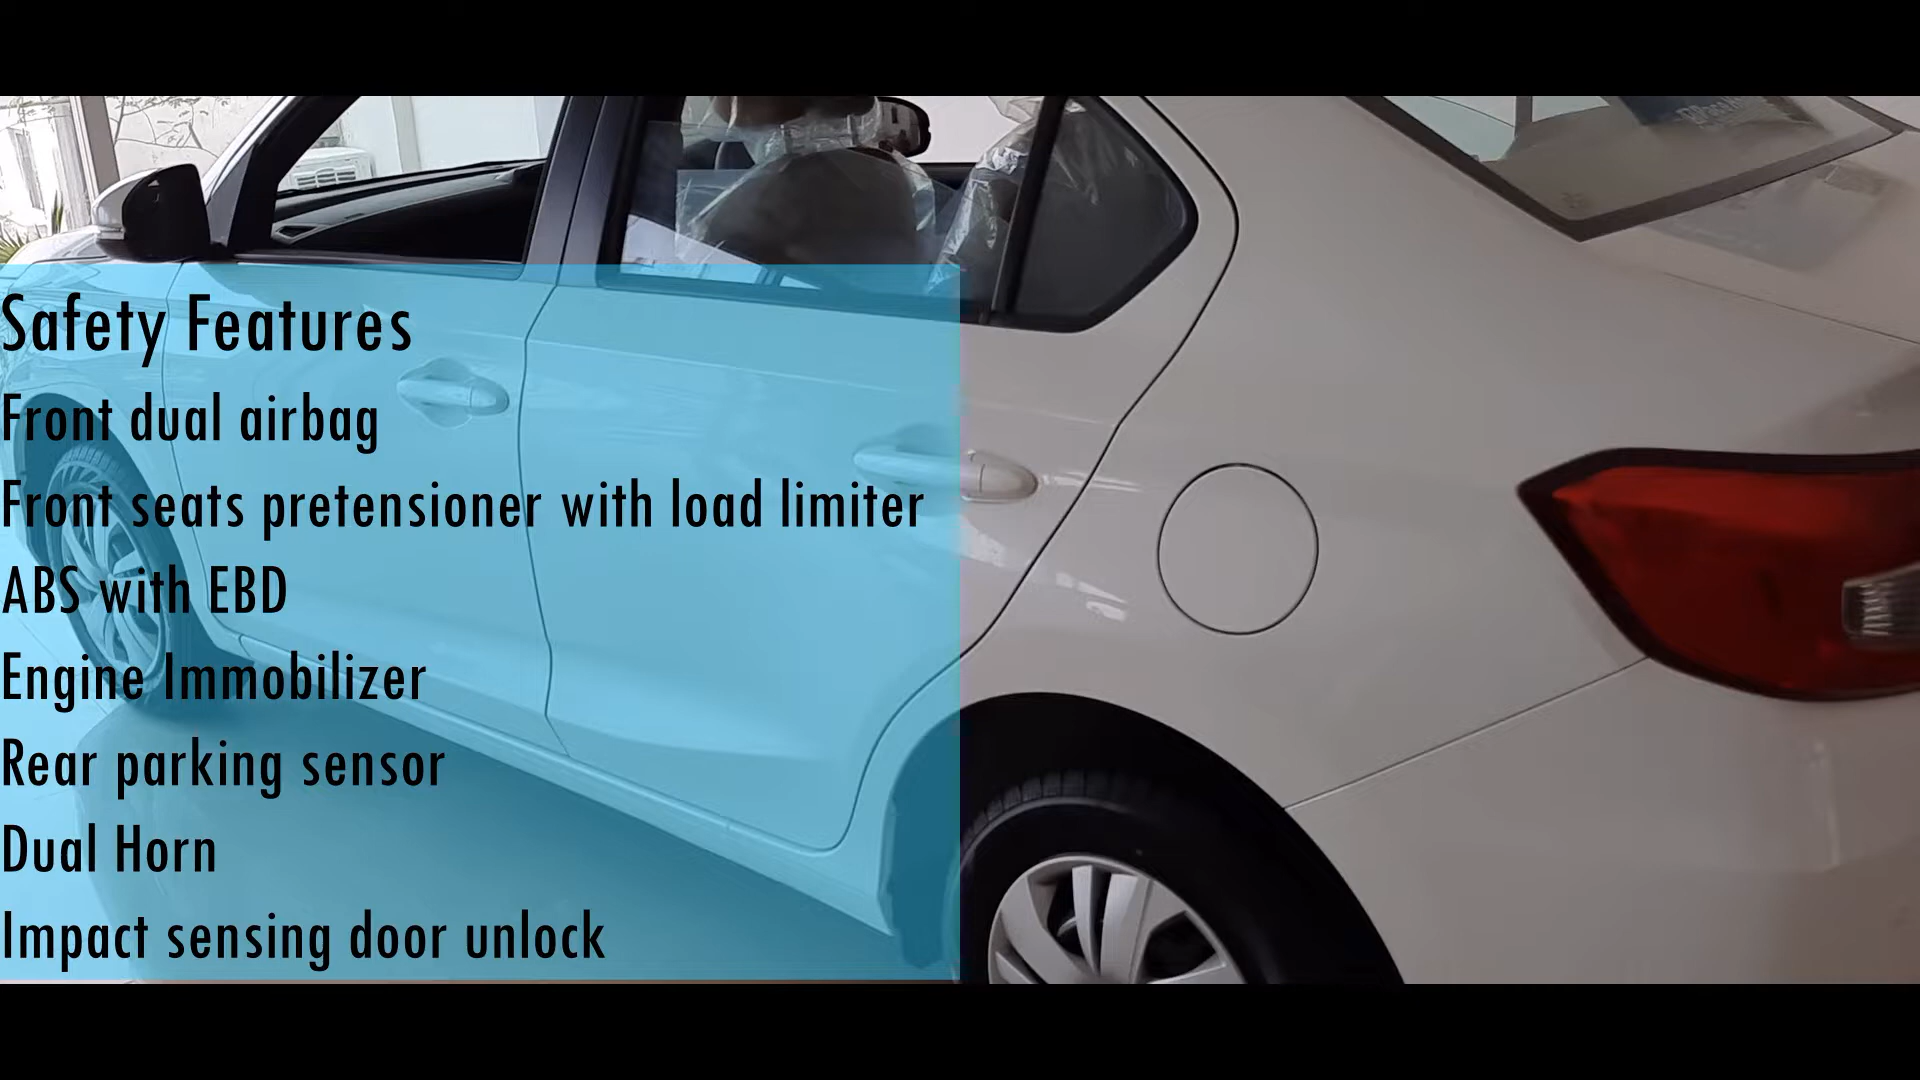 Safety Features
Front dual airbag
Front seats pretensioner with load limiter
ABS with EBD
Engine Immobilizer
Rear parking sensor
Dual Horn
Impact sensing door unlock